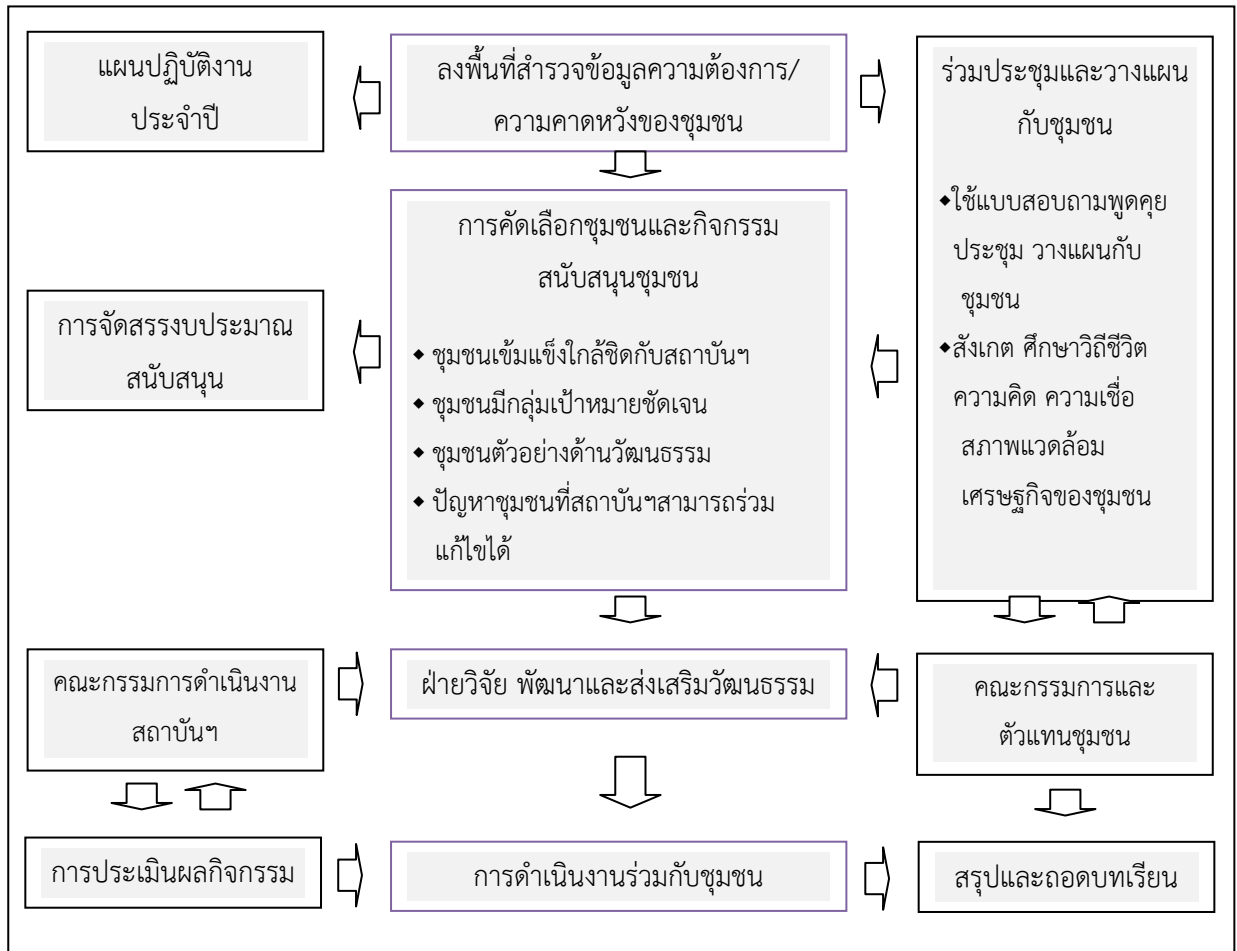 แผนปฏิบัติงาน
ประจำปี
ลงพื้นที่สำรวจข้อมูลความต้องการ/
ความคาดหวังของชุมชน
ร่วมประชุมและวางแผน
กับชุมชน
◆ใช้แบบสอบถามพูดคุย
ประชุม วางแผนกับ
ชุมชน
◆สังเกต ศึกษาวิถีชีวิต
ความคิด ความเชื่อ
สภาพแวดล้อม
เศรษฐกิจของชุมชน
การคัดเลือกชุมชนและกิจกรรม
สนับสนุนชุมชน
◆ ชุมชนเข้มแข็งใกล้ชิดกับสถาบันฯ
◆ ชุมชนมีกลุ่มเป้าหมายชัดเจน
◆ ชุมชนตัวอย่างด้านวัฒนธรรม
◆ ปัญหาชุมชนที่สถาบันฯสามารถร่วม
แก้ไขได้
การจัดสรรงบประมาณ
สนับสนุน
คณะกรรมการดำเนินงาน
สถาบันฯ
ฝ่ายวิจัย พัฒนาและส่งเสริมวัฒนธรรม
คณะกรรมการและ
ตัวแทนชุมชน
การประเมินผลกิจกรรม
การดำเนินงานร่วมกับชุมชน
สรุปและถอดบทเรียน